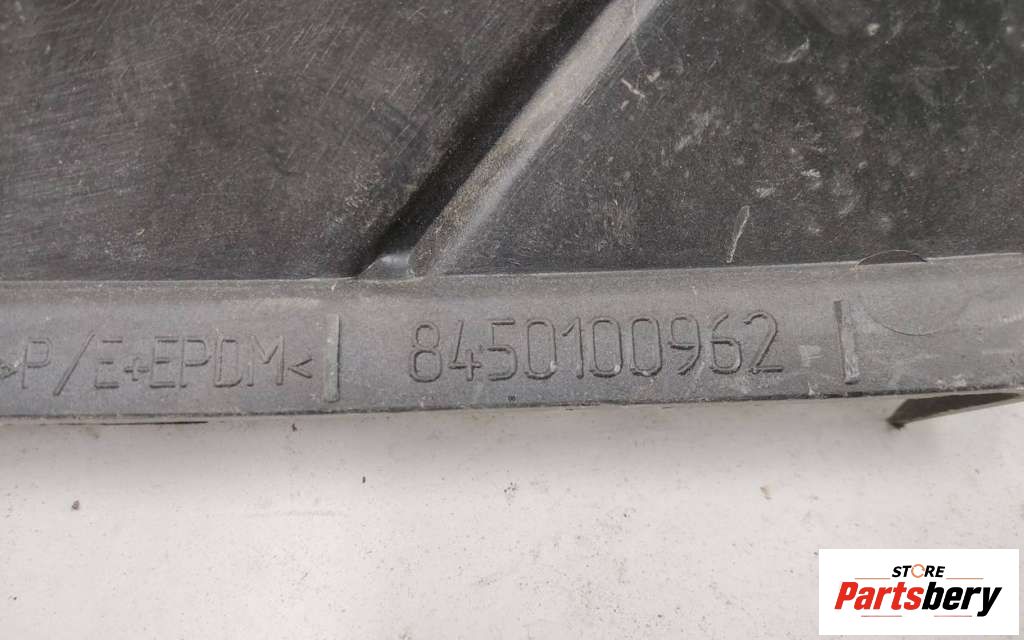 >P/E+EPDM< | 8450100962 |
STORE
Partsbery